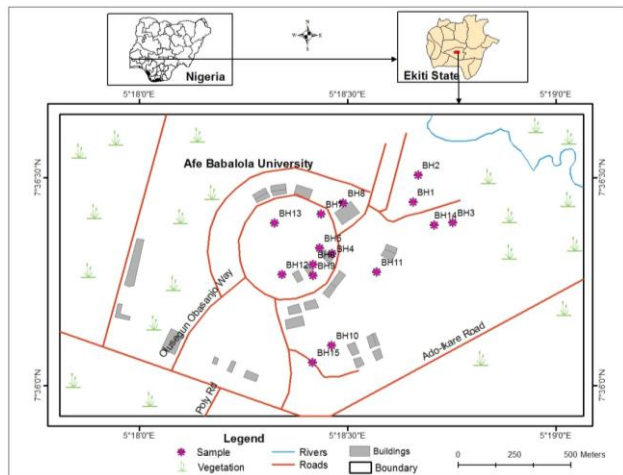 Nigeria
Ekiti State
5°18'0"E
5°18'30"E
5°19'0"E
7°36'30"N
7°36'30"N
Afe Babalola University
BH2
BH8
BH1
BH7
BH13
BH14
BH3
BH5
BH4
BH12
BH9
BH11
Olusegun Obasanjo Way
Ado-Ikare Road
BH10
BH15
7°36'0"N
7°36'0"N
Poly Rd
5°18'0"E
5°18'30"E
5°19'0"E
Legend
Sample
Rivers
Buildings
Vegetation
Roads
Boundary
0 250 500 Meters